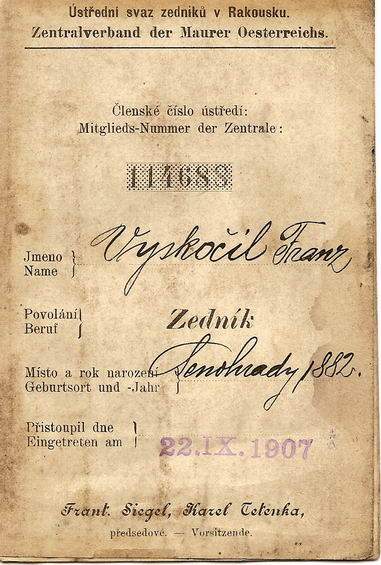 Ústřední svaz zedníků v Rakousku.
Zentralverband der Maurer Oesterreichs.
Členské číslo ústředí:
Mitglieds-Nummer der Zentrale:
114689
Jmeno } Vyskočil Franz
Name
Povolání } Zedník
Beruf
Místo a rok narození } Senohrady 1882.
Geburtsort und -Jahr
Přistoupil dne } 22.IX.1907
Eingetreten am
Frant. Siegel, Karel Tetenka,
předsedové. — Vorsitzende.